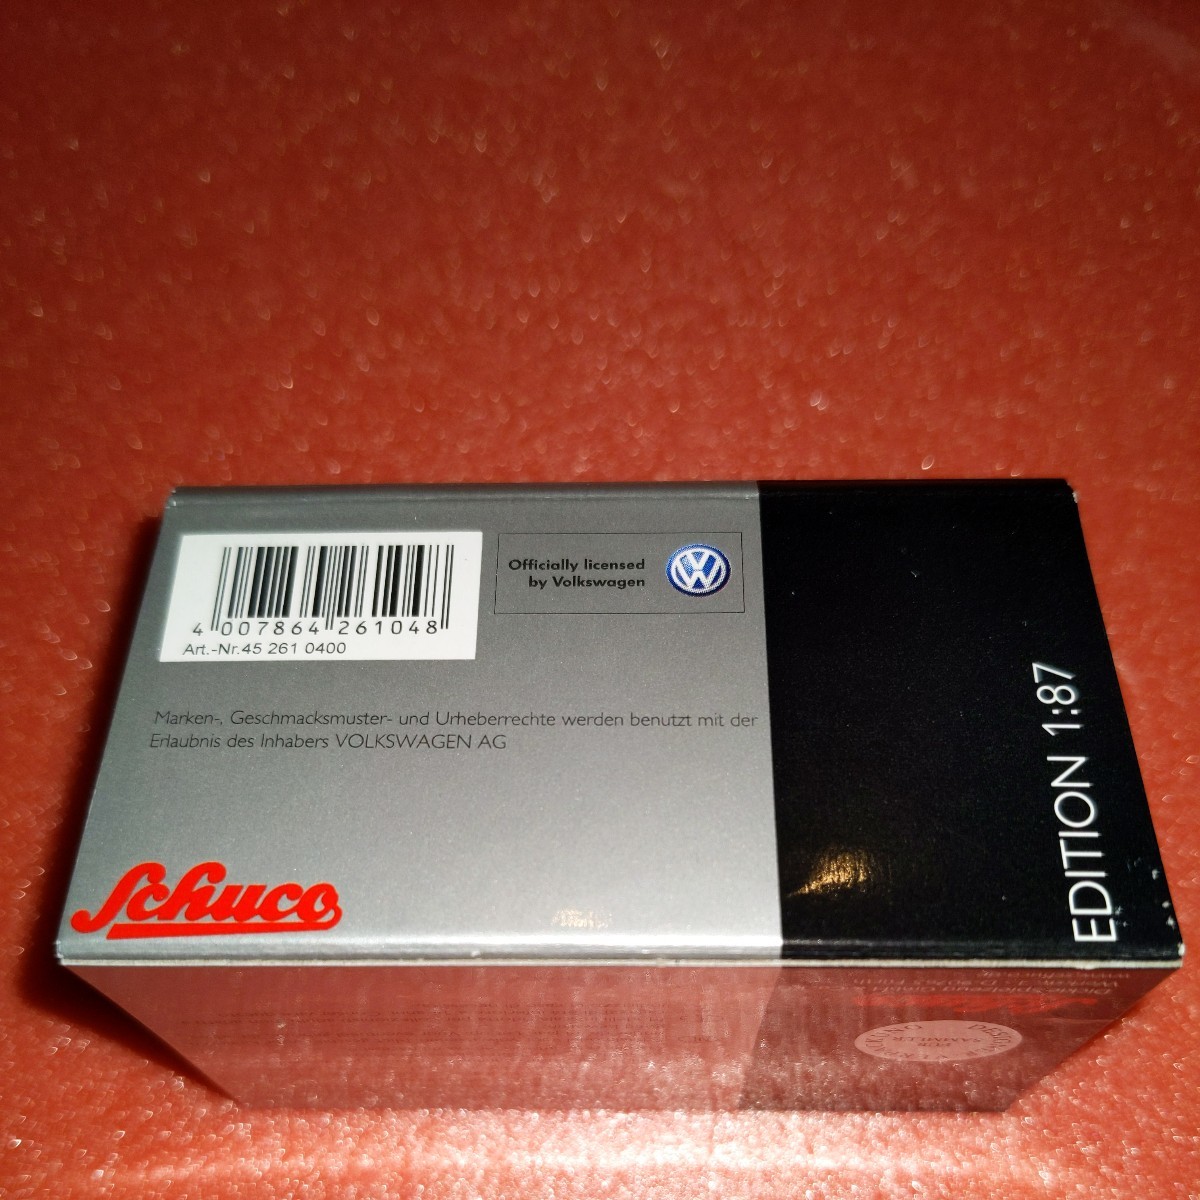 4 007864 261048
Art.-Nr.45 261 0400
Officially licensed
by Volkswagen
Marken-, Geschmacksmuster- und Urheberrechte werden benutzt mit der
Erlaubnis des Inhabers VOLKSWAGEN AG
Schuco
EDITION 1:87